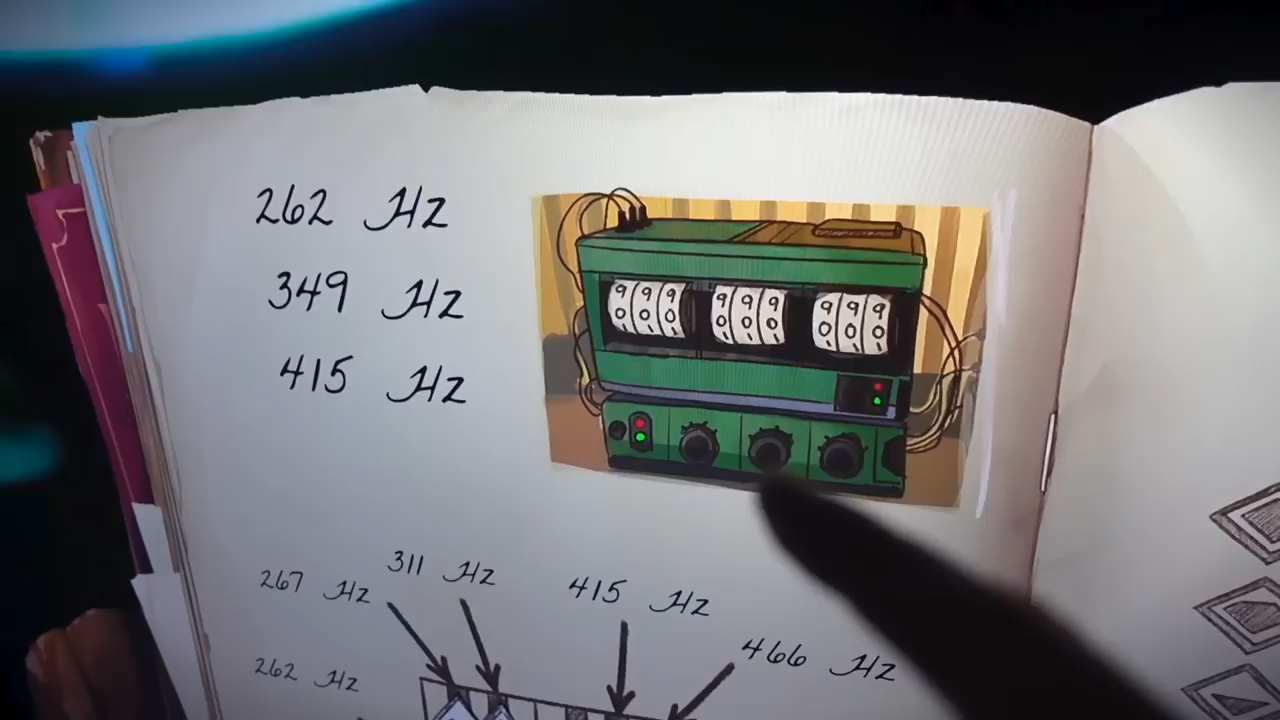 262 Hz
349 Hz
415 Hz
999 999 999
000 000 000
267 Hz
311 Hz
415 Hz
466 Hz
262 Hz